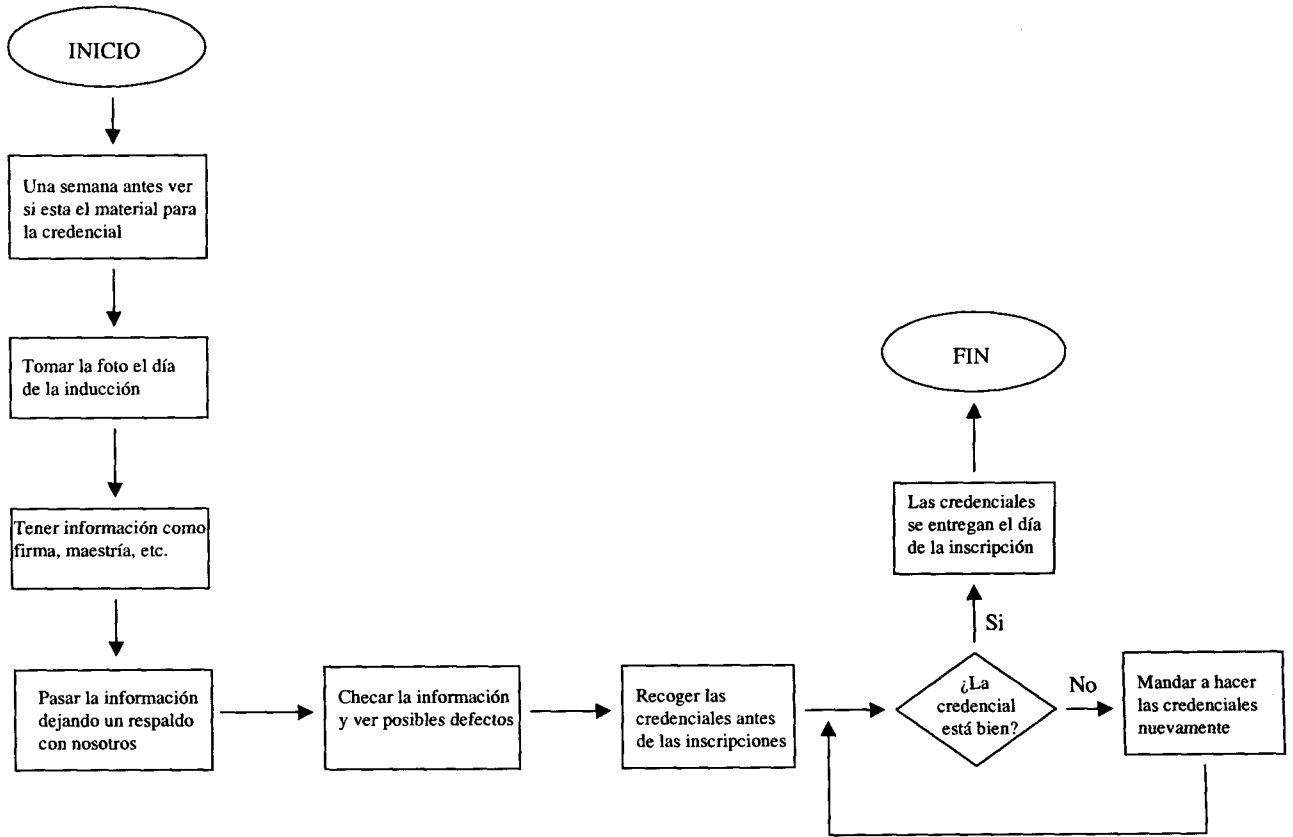 INICIO
Una semana antes ver
si esta el material para
la credencial
Tomar la foto el día
de la inducción
Tener información como
firma, maestría, etc.
Pasar la información
dejando un respaldo
con nosotros
Checar la información
y ver posibles defectos
Recoger las
credenciales antes
de las inscripciones
¿La
credencial
está bien?
No
Mandar a hacer
las credenciales
nuevamente
Si
Las credenciales
se entregan el día
de la inscripción
FIN